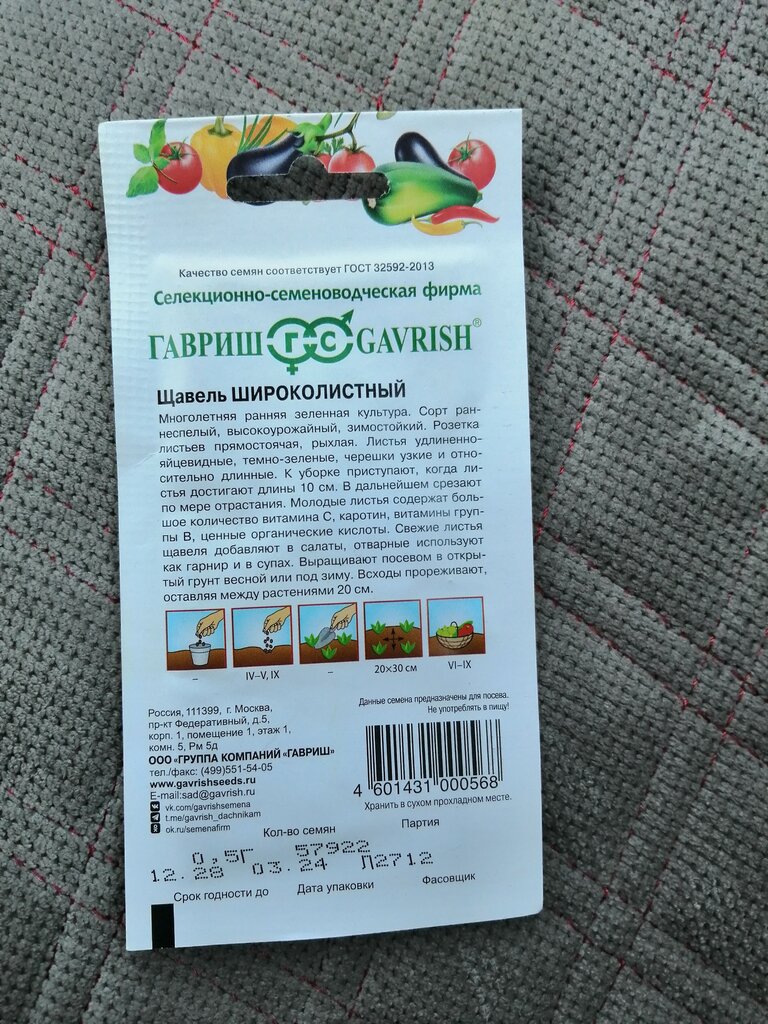 Качество семян соответствует ГОСТ 32592-2013
Селекционно-семеноводческая фирма
ГАВРИШ Г С GAVRISH®
Щавель ШИРОКОЛИСТНЫЙ
Многолетняя ранняя зеленная культура. Сорт ран-
неспелый, высокоурожайный, зимостойкий. Розетка
листьев прямостоячая, рыхлая. Листья удлиненно-
яйцевидные, темно-зеленые, черешки узкие и отно-
сительно длинные. К уборке приступают, когда ли-
стья достигают длины 10 см. В дальнейшем срезают
по мере отрастания. Молодые листья содержат боль-
шое количество витамина С, каротин, витамины груп-
пы В, ценные органические кислоты. Свежие листья
щавеля добавляют в салаты, отварные используют
как гарнир и в супах. Выращивают посевом в откры-
тый грунт весной или под зиму. Всходы прореживают,
оставляя между растениями 20 см.
– IV–V, IX – 20×30 см VI–IX
Россия, 111399, г. Москва,
пр-кт Федеративный, д.5,
корп. 1, помещение 1, этаж 1,
комн. 5, Рм 5д
ООО «ГРУППА КОМПАНИЙ «ГАВРИШ»
тел./факс: (499)551-54-05
www.gavrishseeds.ru
E-mail:sad@gavrish.ru
vk.com/gavrishsemena
t.me/gavrish_dachnikam
ok.ru/semenafirm
Данные семена предназначены для посева.
Не употреблять в пищу!
4 601431 000568
Хранить в сухом прохладном месте.
Кол-во семян Партия
0,5Г 57922
12.28 03.24 Л2712
Срок годности до Дата упаковки Фасовщик